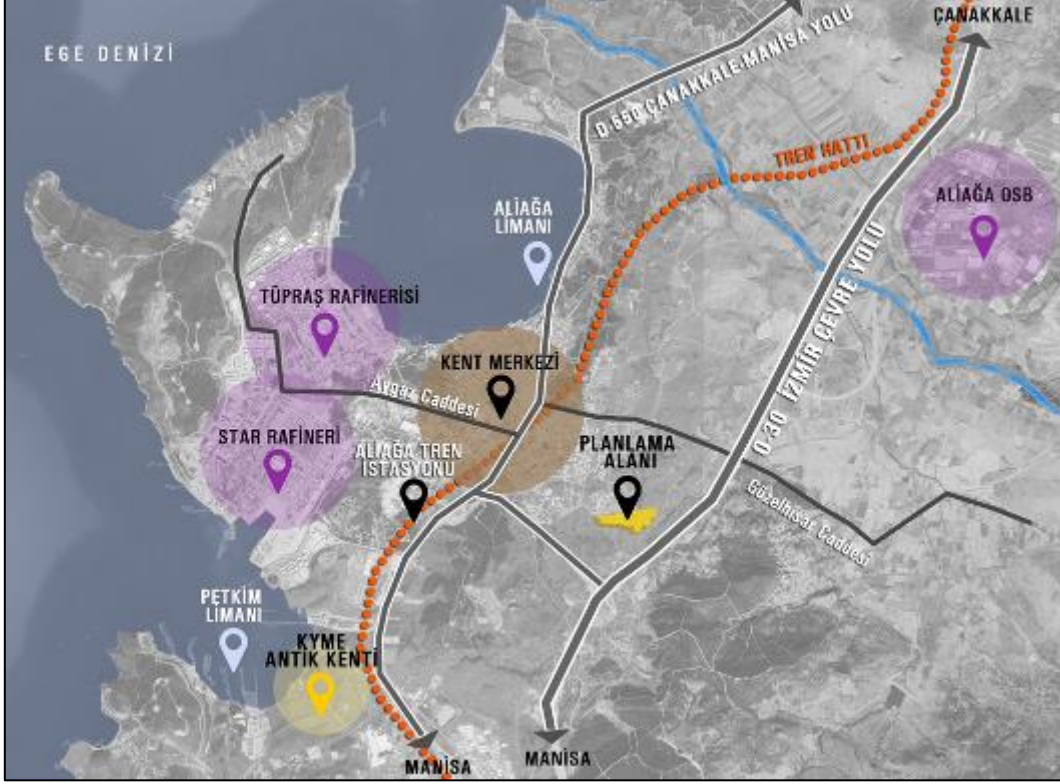 ÇANAKKALE
EGE DENİZİ
D 550 ÇANAKKALE-MANİSA YOLU
TREN HATTI
ALİAĞA OSB
ALİAĞA
LİMANI
TÜPRAŞ RAFİNERİSİ
O-30 İZMİR ÇEVRE YOLU
KENT MERKEZİ
Aygaz Caddesi
STAR RAFİNERİ
ALİAĞA TREN
İSTASYONU
PLANLAMA
ALANI
Güzelhisar Caddesi
PETKİM
LİMANI
KYME
ANTİK KENTİ
MANİSA
MANİSA